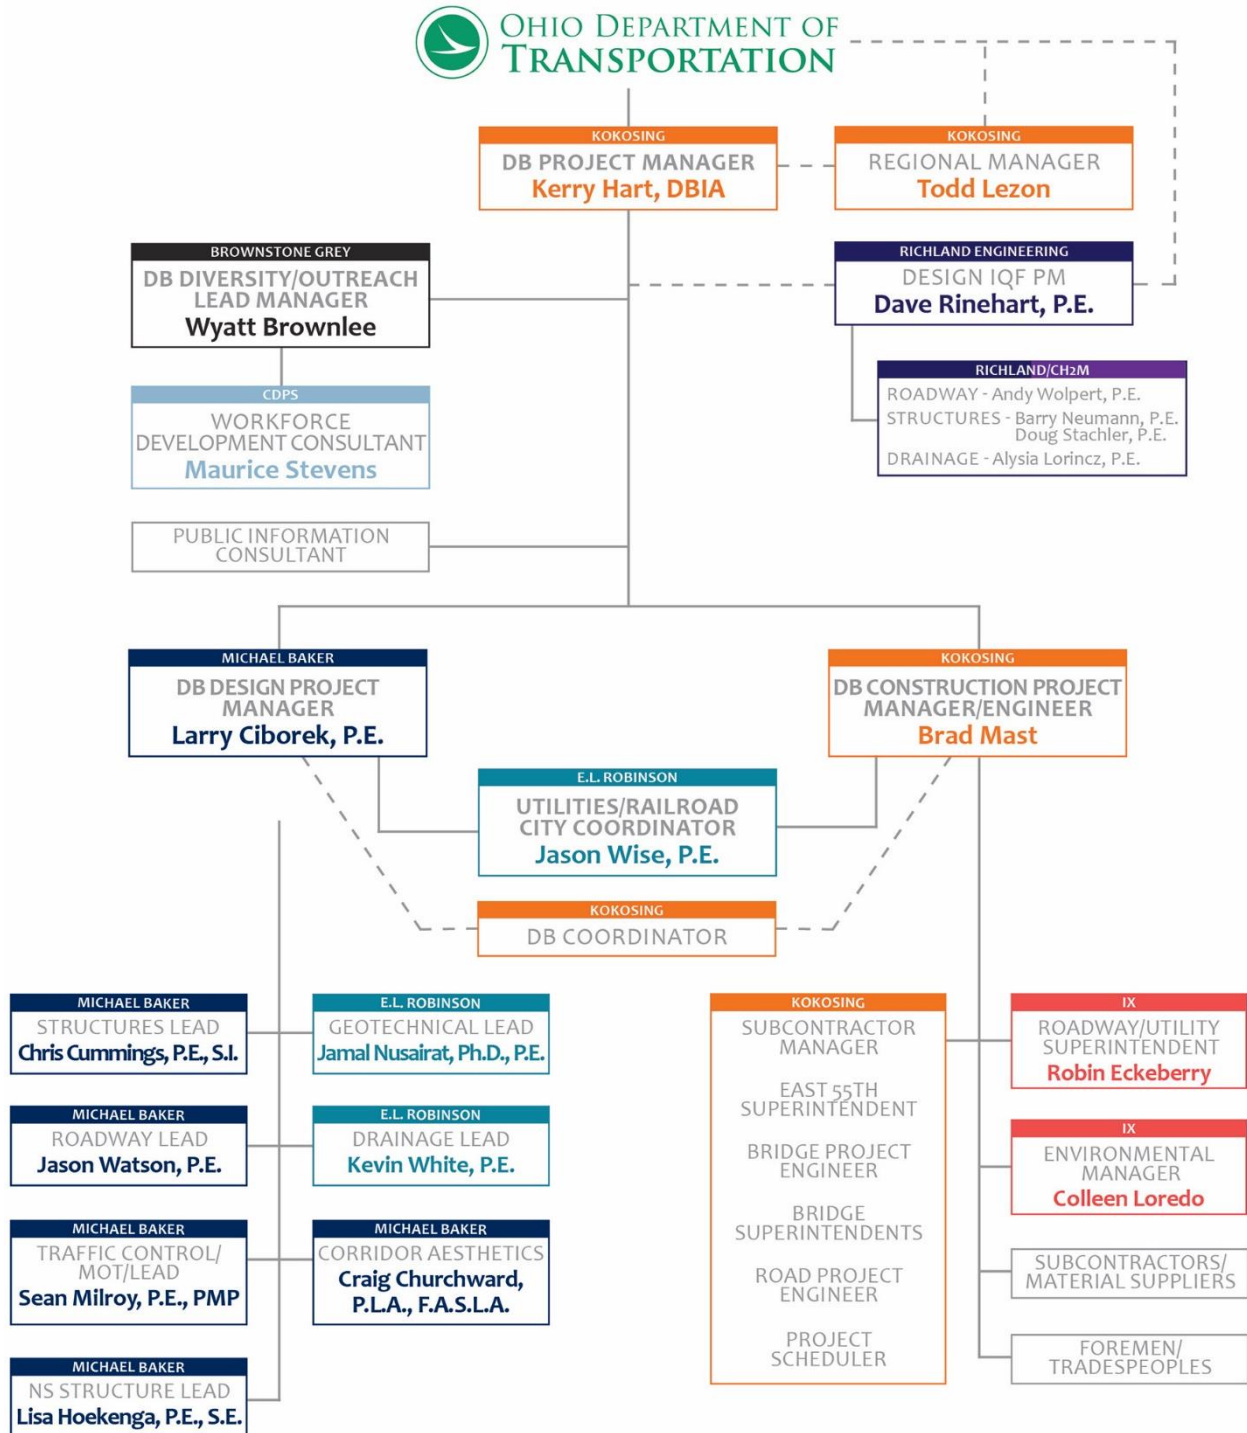 OHIO DEPARTMENT OF
TRANSPORTATION
KOKOSING
DB PROJECT MANAGER
Kerry Hart, DBIA
KOKOSING
REGIONAL MANAGER
Todd Lezon
BROWNSTONE GREY
DB DIVERSITY/OUTREACH
LEAD MANAGER
Wyatt Brownlee
RICHLAND ENGINEERING
DESIGN IQF PM
Dave Rinehart, P.E.
RICHLAND/CH2M
ROADWAY - Andy Wolpert, P.E.
STRUCTURES - Barry Neumann, P.E.
Doug Stachler, P.E.
DRAINAGE - Alysia Lorincz, P.E.
CDPS
WORKFORCE
DEVELOPMENT CONSULTANT
Maurice Stevens
PUBLIC INFORMATION
CONSULTANT
MICHAEL BAKER
DB DESIGN PROJECT
MANAGER
Larry Ciborek, P.E.
KOKOSING
DB CONSTRUCTION PROJECT
MANAGER/ENGINEER
Brad Mast
E.L. ROBINSON
UTILITIES/RAILROAD
CITY COORDINATOR
Jason Wise, P.E.
KOKOSING
DB COORDINATOR
MICHAEL BAKER
STRUCTURES LEAD
Chris Cummings, P.E., S.I.
E.L. ROBINSON
GEOTECHNICAL LEAD
Jamal Nusairat, Ph.D., P.E.
MICHAEL BAKER
ROADWAY LEAD
Jason Watson, P.E.
E.L. ROBINSON
DRAINAGE LEAD
Kevin White, P.E.
MICHAEL BAKER
TRAFFIC CONTROL/
MOT/LEAD
Sean Milroy, P.E., PMP
MICHAEL BAKER
CORRIDOR AESTHETICS
Craig Churchward,
P.L.A., F.A.S.L.A.
MICHAEL BAKER
NS STRUCTURE LEAD
Lisa Hoekenga, P.E., S.E.
KOKOSING
SUBCONTRACTOR
MANAGER
EAST 55TH
SUPERINTENDENT
BRIDGE PROJECT
ENGINEER
BRIDGE
SUPERINTENDENTS
ROAD PROJECT
ENGINEER
PROJECT
SCHEDULER
IX
ROADWAY/UTILITY
SUPERINTENDENT
Robin Eckeberry
IX
ENVIRONMENTAL
MANAGER
Colleen Loredo
SUBCONTRACTORS/
MATERIAL SUPPLIERS
FOREMEN/
TRADESPEOPLES